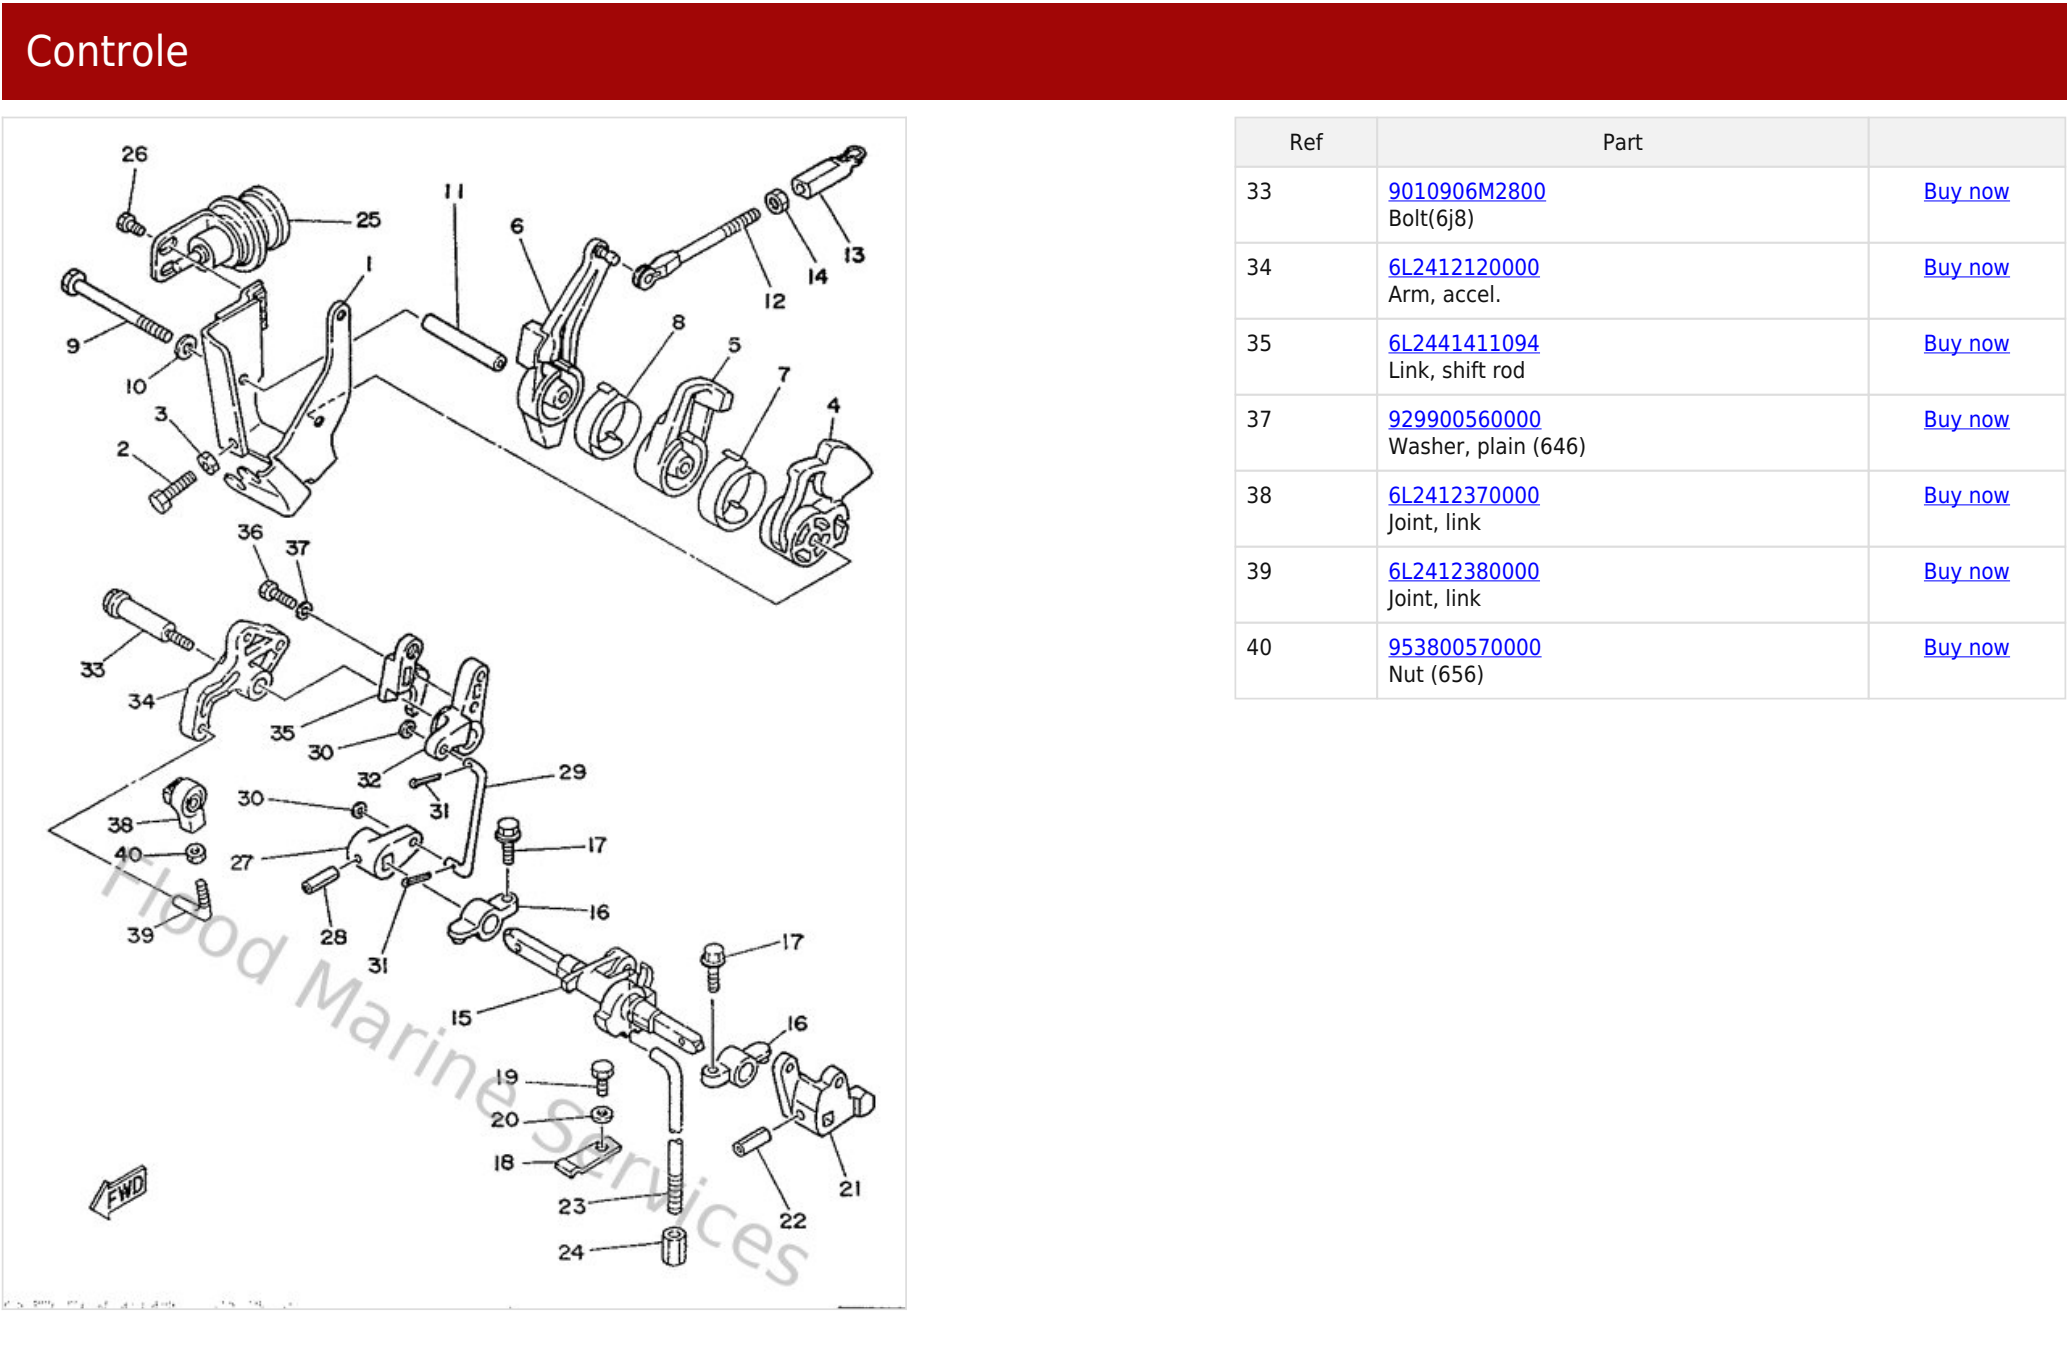 Controle
26
25
11
6
13
14
12
1
9
10
8
5
7
4
3
2
36
37
33
34
35
30
32
29
31
30
38
40
27
17
28
16
39
31
17
15
16
19
20
18
21
23
22
24
FWD
Flood Marine Services
Ref Part
33 9010906M2800 Buy now
Bolt(6j8)
34 6L2412120000 Buy now
Arm, accel.
35 6L2441411094 Buy now
Link, shift rod
37 929900560000 Buy now
Washer, plain (646)
38 6L2412370000 Buy now
Joint, link
39 6L2412380000 Buy now
Joint, link
40 953800570000 Buy now
Nut (656)